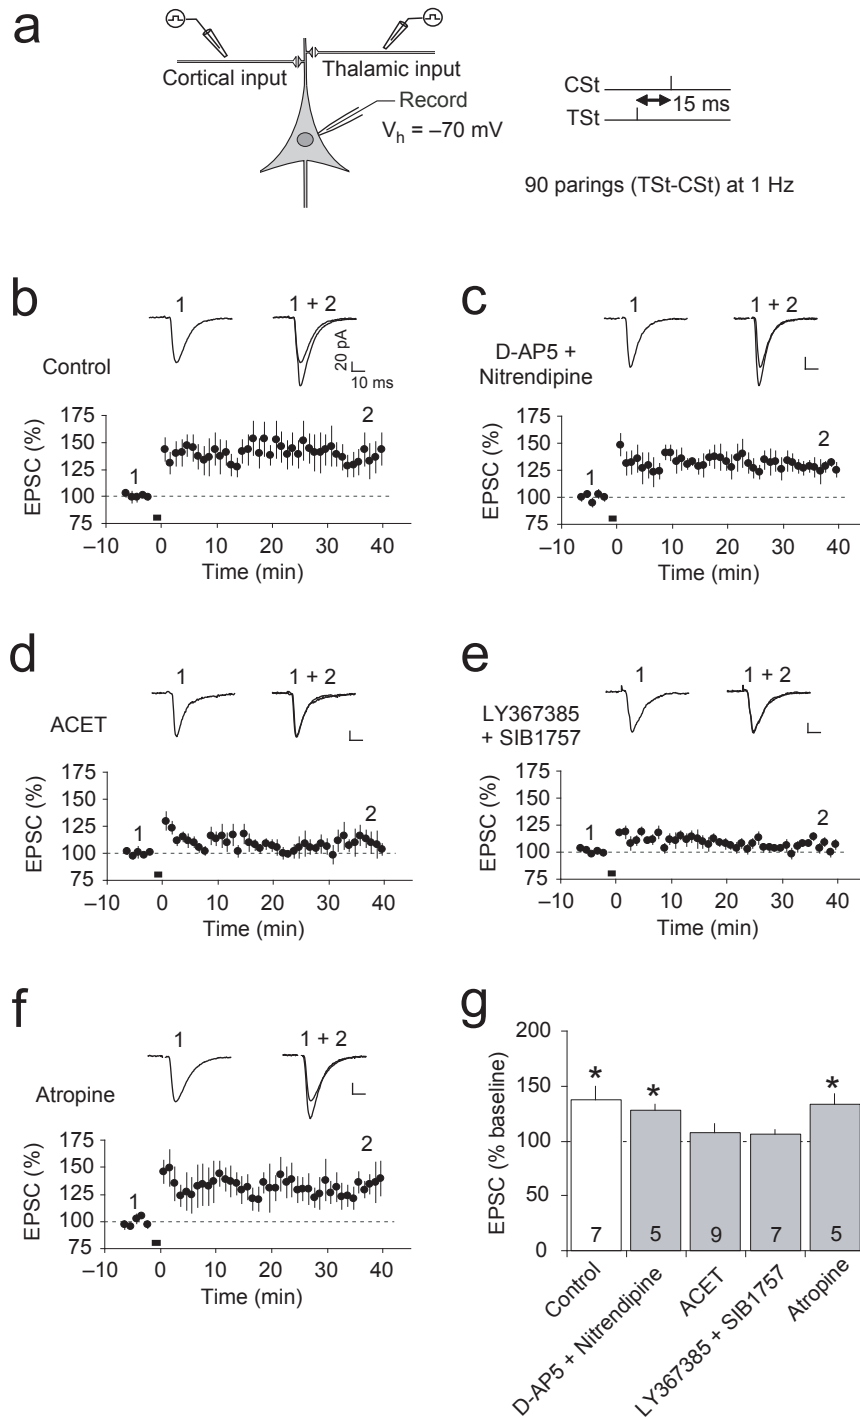 a
Cortical input
Thalamic input
Record
Vh = –70 mV
CSt
15 ms
TSt
90 parings (TSt-CSt) at 1 Hz
b
1
1 + 2
Control
20 pA
10 ms
2
1
EPSC (%)
175
150
125
100
75
–10 0 10 20 30 40
Time (min)
c
1
1 + 2
D-AP5 +
Nitrendipine
2
1
EPSC (%)
175
150
125
100
75
–10 0 10 20 30 40
Time (min)
d
1
1 + 2
ACET
2
1
EPSC (%)
175
150
125
100
75
–10 0 10 20 30 40
Time (min)
e
1
1 + 2
LY367385
+ SIB1757
2
1
EPSC (%)
175
150
125
100
75
–10 0 10 20 30 40
Time (min)
f
1
1 + 2
Atropine
2
1
EPSC (%)
175
150
125
100
75
–10 0 10 20 30 40
Time (min)
g
EPSC (% baseline)
200
150
100
50
0
* * *
7 5 9 7 5
Control
D-AP5 + Nitrendipine
ACET
LY367385 + SIB1757
Atropine